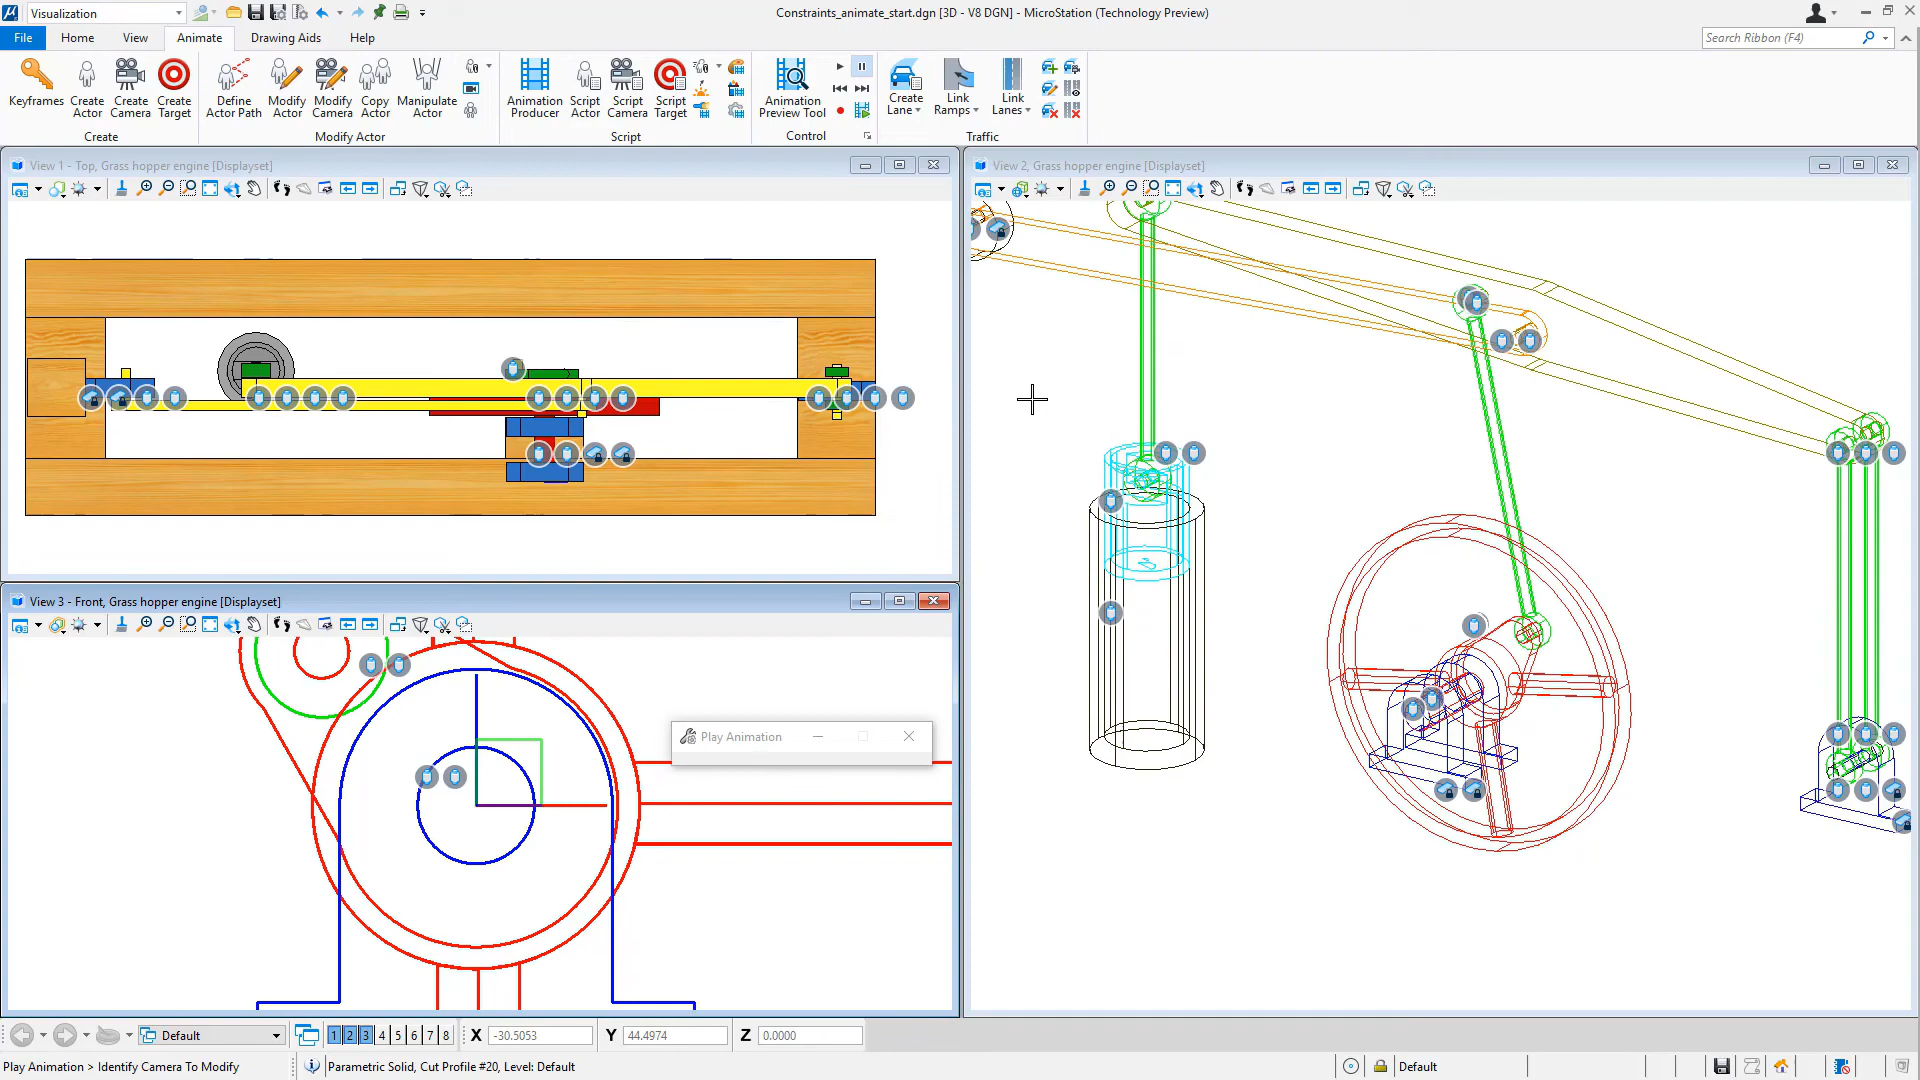 Visualization
Constraints_animate_start.dgn [3D - V8 DGN] - MicroStation (Technology Preview)
File
Home
View
Animate
Drawing Aids
Help
Search Ribbon (F4)
Keyframes
Create Actor
Create Camera
Create Target
Define Actor Path
Modify Actor
Modify Camera
Copy Actor
Manipulate Actor
Animation Producer
Script Actor
Script Camera
Script Target
Animation Preview Tool
Create Lane
Link Ramps
Link Lanes
Create
Modify Actor
Script
Control
Traffic
View 1 - Top, Grass hopper engine [Displayset]
View 2, Grass hopper engine [Displayset]
View 3 - Front, Grass hopper engine [Displayset]
Play Animation
Default
1 2 3 4 5 6 7 8
X -30.5053
Y 44.4974
Z 0.0000
Play Animation > Identify Camera To Modify
Parametric Solid, Cut Profile #20, Level: Default
Default